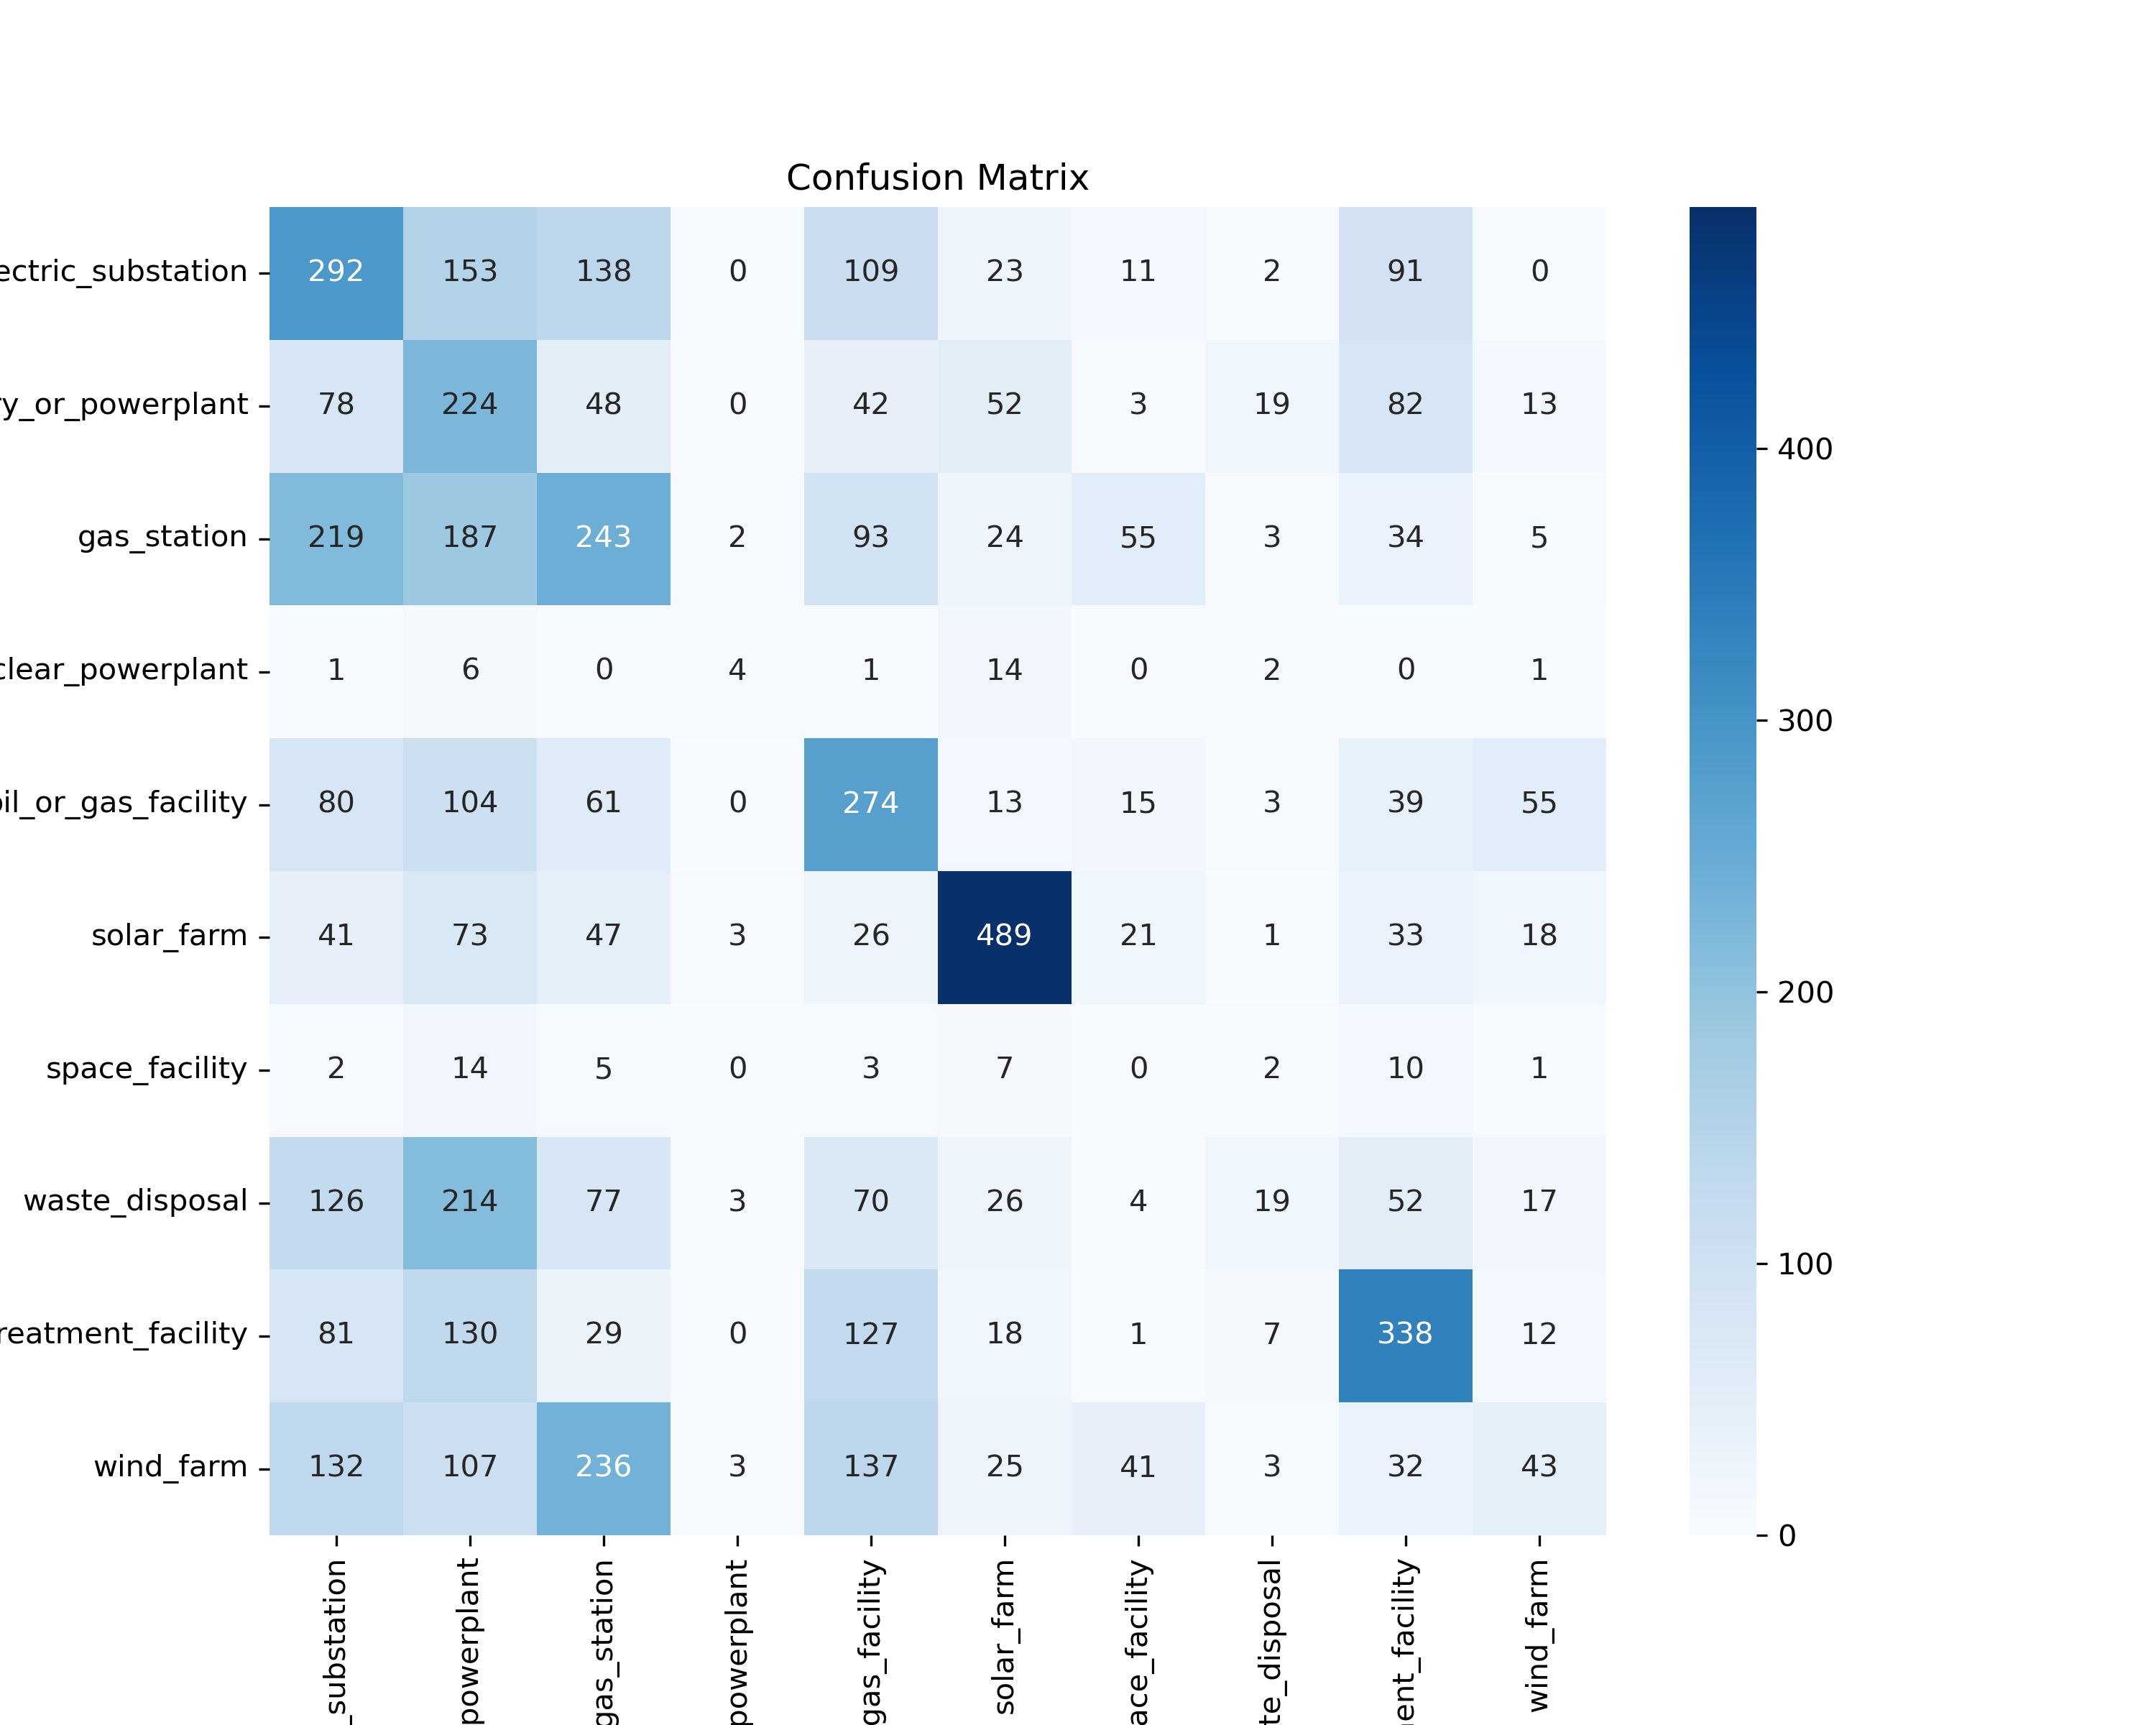 Confusion Matrix
ectric_substation 292 153 138 0 109 23 11 2 91 0
y_or_powerplant 78 224 48 0 42 52 3 19 82 13
gas_station 219 187 243 2 93 24 55 3 34 5
clear_powerplant 1 6 0 4 1 14 0 2 0 1
oil_or_gas_facility 80 104 61 0 274 13 15 3 39 55
solar_farm 41 73 47 3 26 489 21 1 33 18
space_facility 2 14 5 0 3 7 0 2 10 1
waste_disposal 126 214 77 3 70 26 4 19 52 17
reatment_facility 81 130 29 0 127 18 1 7 338 12
wind_farm 132 107 236 3 137 25 41 3 32 43
_substation
powerplant
gas_station
powerplant
gas_facility
solar_farm
ace_facility
te_disposal
ent_facility
wind_farm
400
300
200
100
0